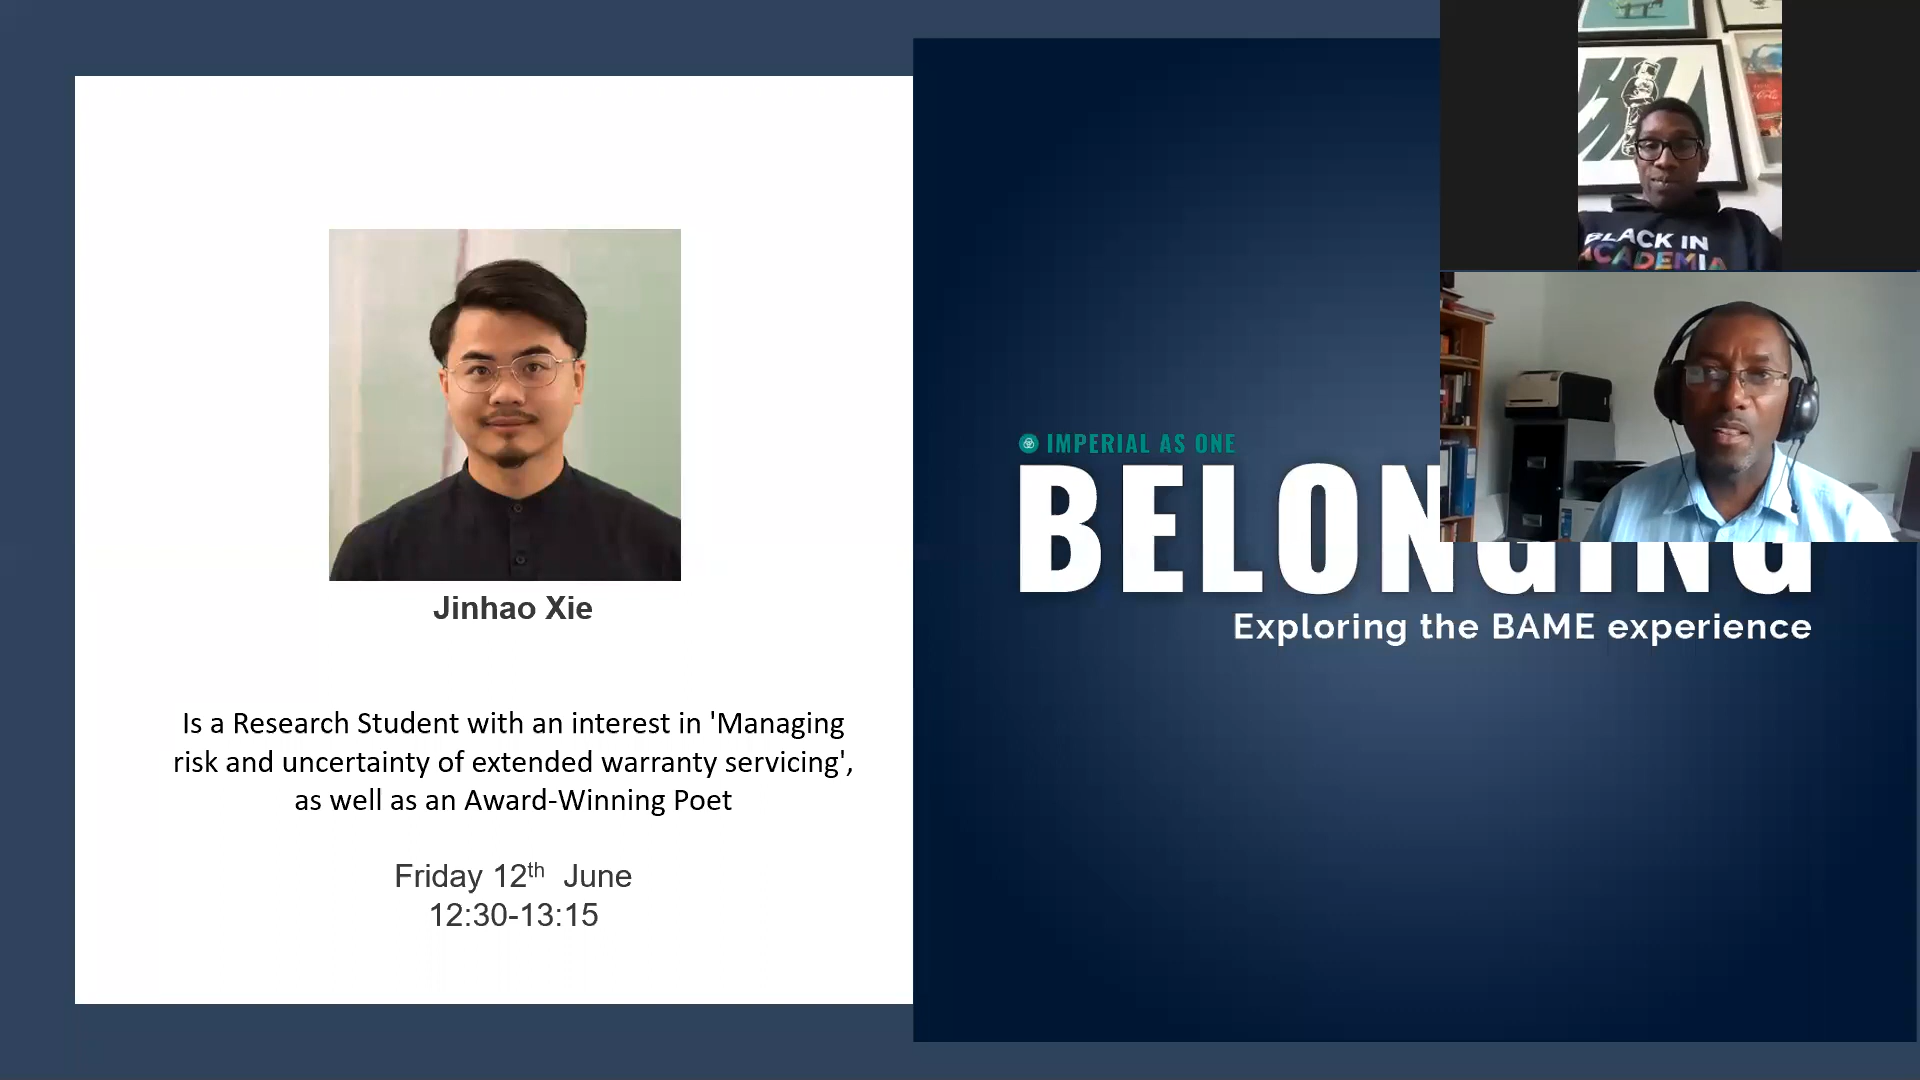 Jinhao Xie
Is a Research Student with an interest in 'Managing
risk and uncertainty of extended warranty servicing',
as well as an Award-Winning Poet
Friday 12th June
12:30-13:15
IMPERIAL AS ONE
BELONGING
Exploring the BAME experience
BLACK IN
ACADEMIA